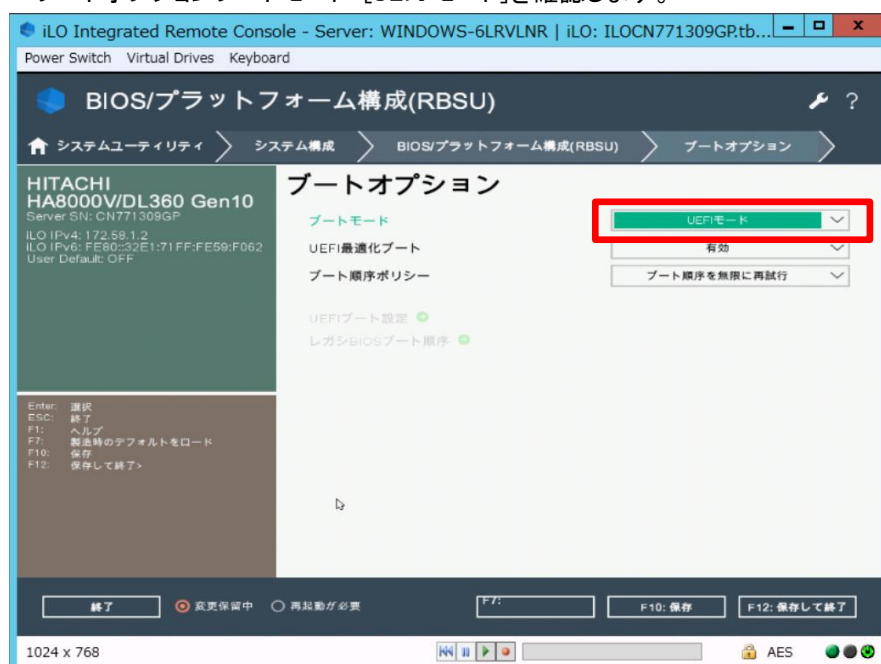 iLO Integrated Remote Console - Server: WINDOWS-6LRVLNR | iLO: ILOCN771309GP.tb...
Power Switch Virtual Drives Keyboard
BIOS/プラットフォーム構成(RBSU)
?
システムユーティリティ
システム構成
BIOS/プラットフォーム構成(RBSU)
ブートオプション
HITACHI
HA8000V/DL360 Gen10
Server SN: CN771309GP
iLO IPv4: 172.58.1.2
iLO IPv6: FE80::32E1:71FF:FE59:F062
User Default: OFF
ブートオプション
ブートモード UEFIモード
UEFI最適化ブート 有効
ブート順序ポリシー ブート順序を無限に再試行
UEFIブート設定
レガシBIOSブート順序
Enter: 選択
ESC: 終了
F1: ヘルプ
F7: 製造時のデフォルトをロード
F10: 保存
F12: 保存して終了>
終了 変更保留中 再起動が必要 F7: F10: 保存 F12: 保存して終了
1024 x 768 AES